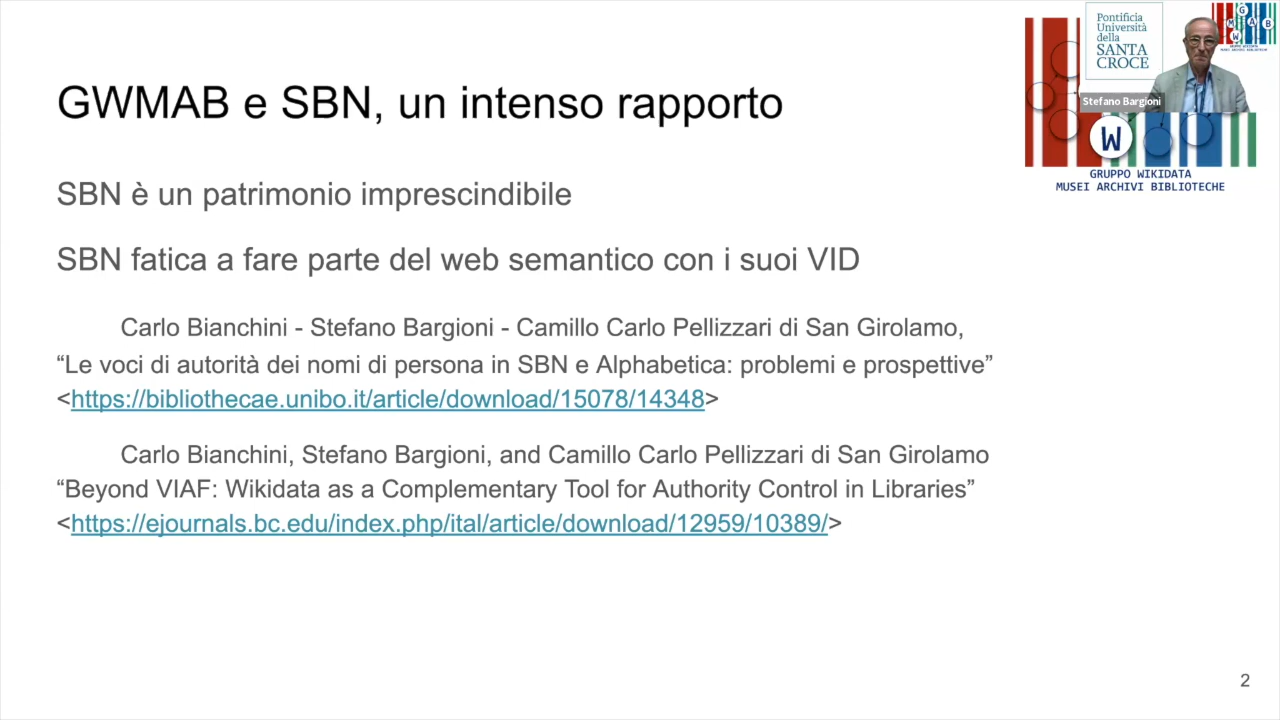 GWMAB e SBN, un intenso rapporto
SBN è un patrimonio imprescindibile
SBN fatica a fare parte del web semantico con i suoi VID
Carlo Bianchini - Stefano Bargioni - Camillo Carlo Pellizzari di San Girolamo,
“Le voci di autorità dei nomi di persona in SBN e Alphabetica: problemi e prospettive”
<https://bibliothecae.unibo.it/article/download/15078/14348>
Carlo Bianchini, Stefano Bargioni, and Camillo Carlo Pellizzari di San Girolamo
“Beyond VIAF: Wikidata as a Complementary Tool for Authority Control in Libraries”
<https://ejournals.bc.edu/index.php/ital/article/download/12959/10389/>
Pontificia
Università
della
SANTA
CROCE
G
M A B
W
Stefano Bargioni
W
GRUPPO WIKIDATA
MUSEI ARCHIVI BIBLIOTECHE
2